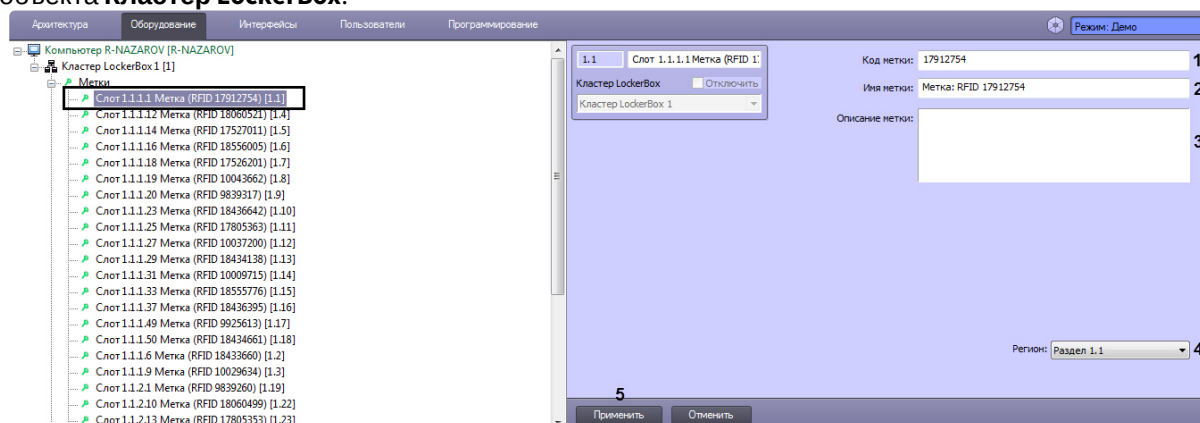 объекта Кластер LockerBox.
Архитектура Оборудование Интерфейсы Пользователи Программирование Режим: Демо
Компьютер R-NAZAROV [R-NAZAROV]
Кластер LockerBox 1 [1]
Метки
Слот 1.1.1.1 Метка (RFID 17912754) [1.1]
Слот 1.1.1.12 Метка (RFID 18060521) [1.4]
Слот 1.1.1.14 Метка (RFID 17527011) [1.5]
Слот 1.1.1.16 Метка (RFID 18556005) [1.6]
Слот 1.1.1.18 Метка (RFID 17526201) [1.7]
Слот 1.1.1.19 Метка (RFID 10043662) [1.8]
Слот 1.1.1.20 Метка (RFID 9839317) [1.9]
Слот 1.1.1.23 Метка (RFID 18436642) [1.10]
Слот 1.1.1.25 Метка (RFID 17805363) [1.11]
Слот 1.1.1.27 Метка (RFID 10037200) [1.12]
Слот 1.1.1.29 Метка (RFID 18434138) [1.13]
Слот 1.1.1.31 Метка (RFID 10009715) [1.14]
Слот 1.1.1.33 Метка (RFID 18555776) [1.15]
Слот 1.1.1.37 Метка (RFID 18436395) [1.16]
Слот 1.1.1.49 Метка (RFID 9925613) [1.17]
Слот 1.1.1.50 Метка (RFID 18434661) [1.18]
Слот 1.1.1.6 Метка (RFID 18433660) [1.2]
Слот 1.1.1.9 Метка (RFID 10029634) [1.3]
Слот 1.1.2.1 Метка (RFID 9839260) [1.19]
Слот 1.1.2.10 Метка (RFID 18060499) [1.22]
Слот 1.1.2.13 Метка (RFID 17805353) [1.23]
1.1 Слот 1.1.1.1 Метка (RFID 1
Кластер LockerBox Отключить
Кластер LockerBox 1
Код метки: 17912754 1
Имя метки: Метка: RFID 17912754 2
Описание метки: 3
Регион: Раздел 1.1 4
5
Применить Отменить